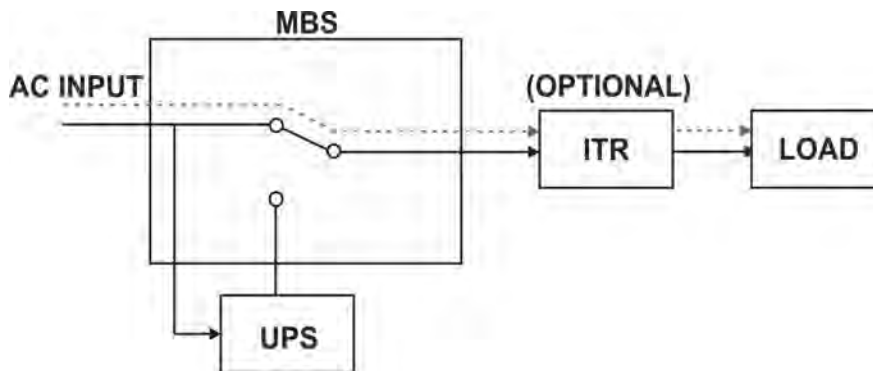 MBS
AC INPUT
(OPTIONAL)
ITR
LOAD
UPS